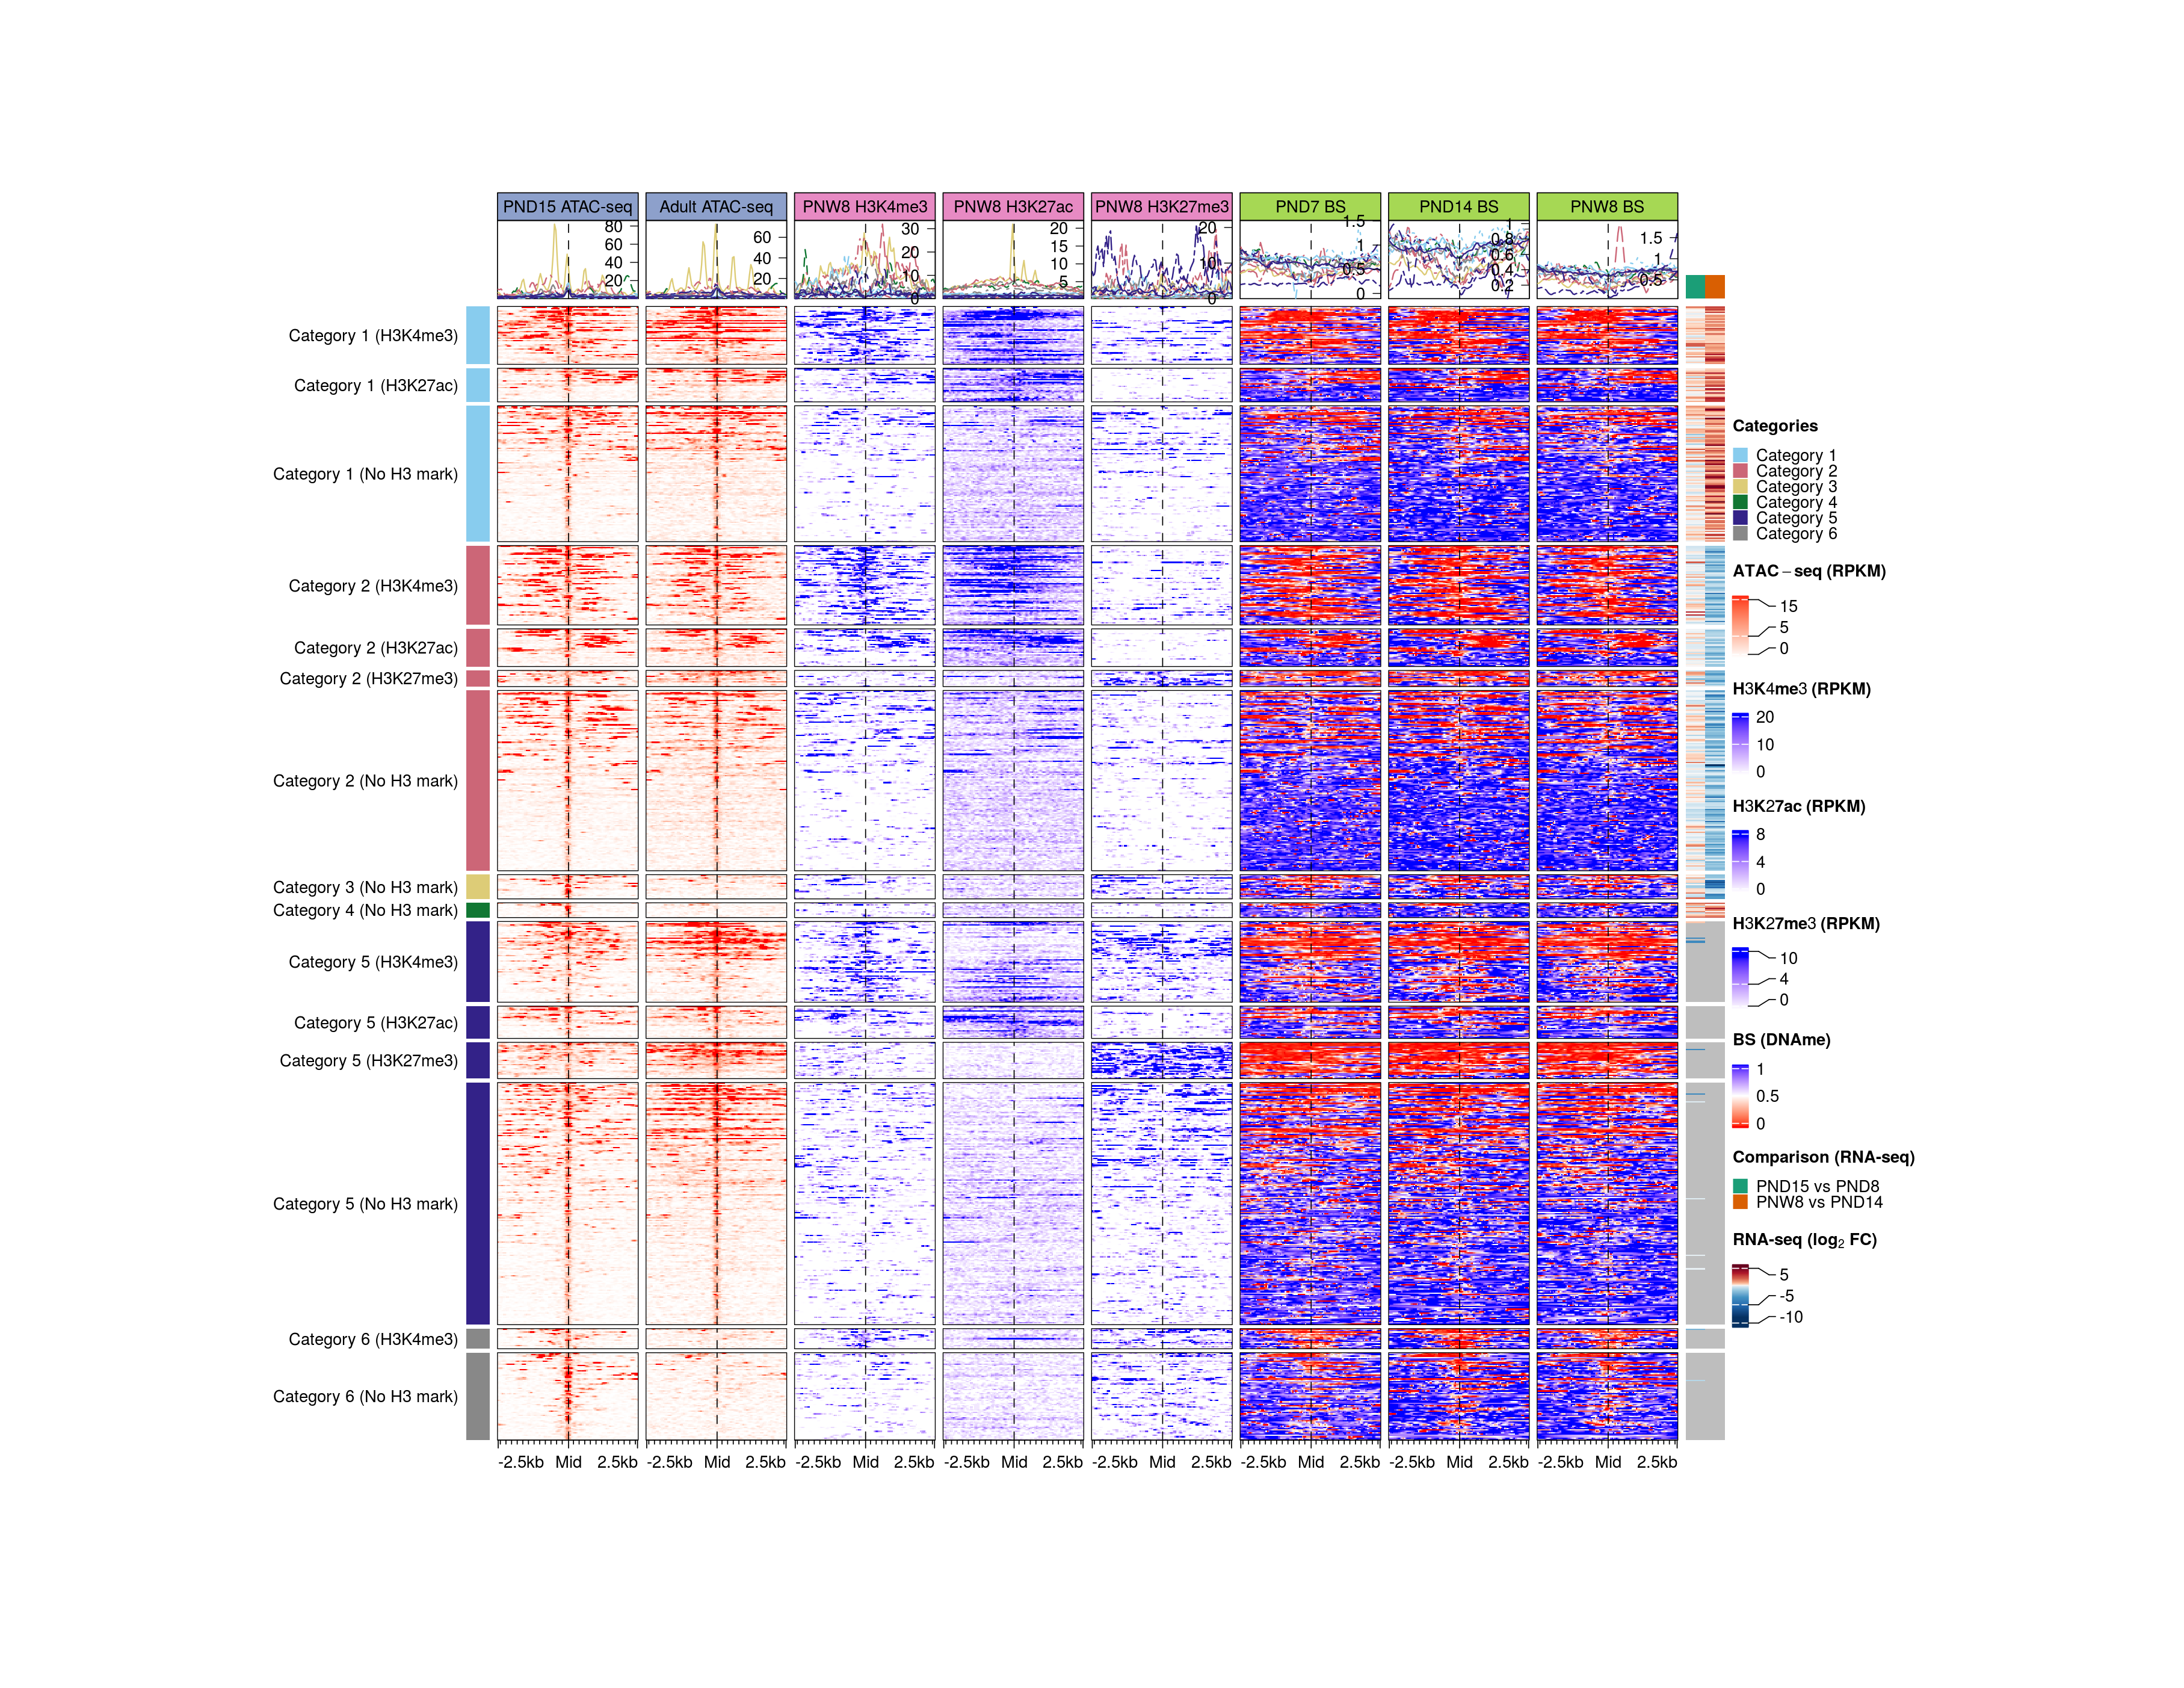 PND15 ATAC-seq Adult ATAC-seq PNW8 H3K4me3 PNW8 H3K27ac PNW8 H3K27me3 PND7 BS PND14 BS PNW8 BS
80
60
40
20
60
40
20
30
20
10
0
20
15
10
5
20
10
0
1.5
1
0.5
0
1
0.8
0.6
0.4
0.2
1.5
1
0.5
Category 1 (H3K4me3)
Category 1 (H3K27ac)
Category 1 (No H3 mark)
Category 2 (H3K4me3)
Category 2 (H3K27ac)
Category 2 (H3K27me3)
Category 2 (No H3 mark)
Category 3 (No H3 mark)
Category 4 (No H3 mark)
Category 5 (H3K4me3)
Category 5 (H3K27ac)
Category 5 (H3K27me3)
Category 5 (No H3 mark)
Category 6 (H3K4me3)
Category 6 (No H3 mark)
-2.5kb Mid 2.5kb -2.5kb Mid 2.5kb -2.5kb Mid 2.5kb -2.5kb Mid 2.5kb -2.5kb Mid 2.5kb -2.5kb Mid 2.5kb -2.5kb Mid 2.5kb -2.5kb Mid 2.5kb
Categories
Category 1
Category 2
Category 3
Category 4
Category 5
Category 6
ATAC−seq (RPKM)
15
5
0
H3K4me3 (RPKM)
20
10
0
H3K27ac (RPKM)
8
4
0
H3K27me3 (RPKM)
10
4
0
BS (DNAme)
1
0.5
0
Comparison (RNA-seq)
PND15 vs PND8
PNW8 vs PND14
RNA-seq (log₂ FC)
5
-5
-10